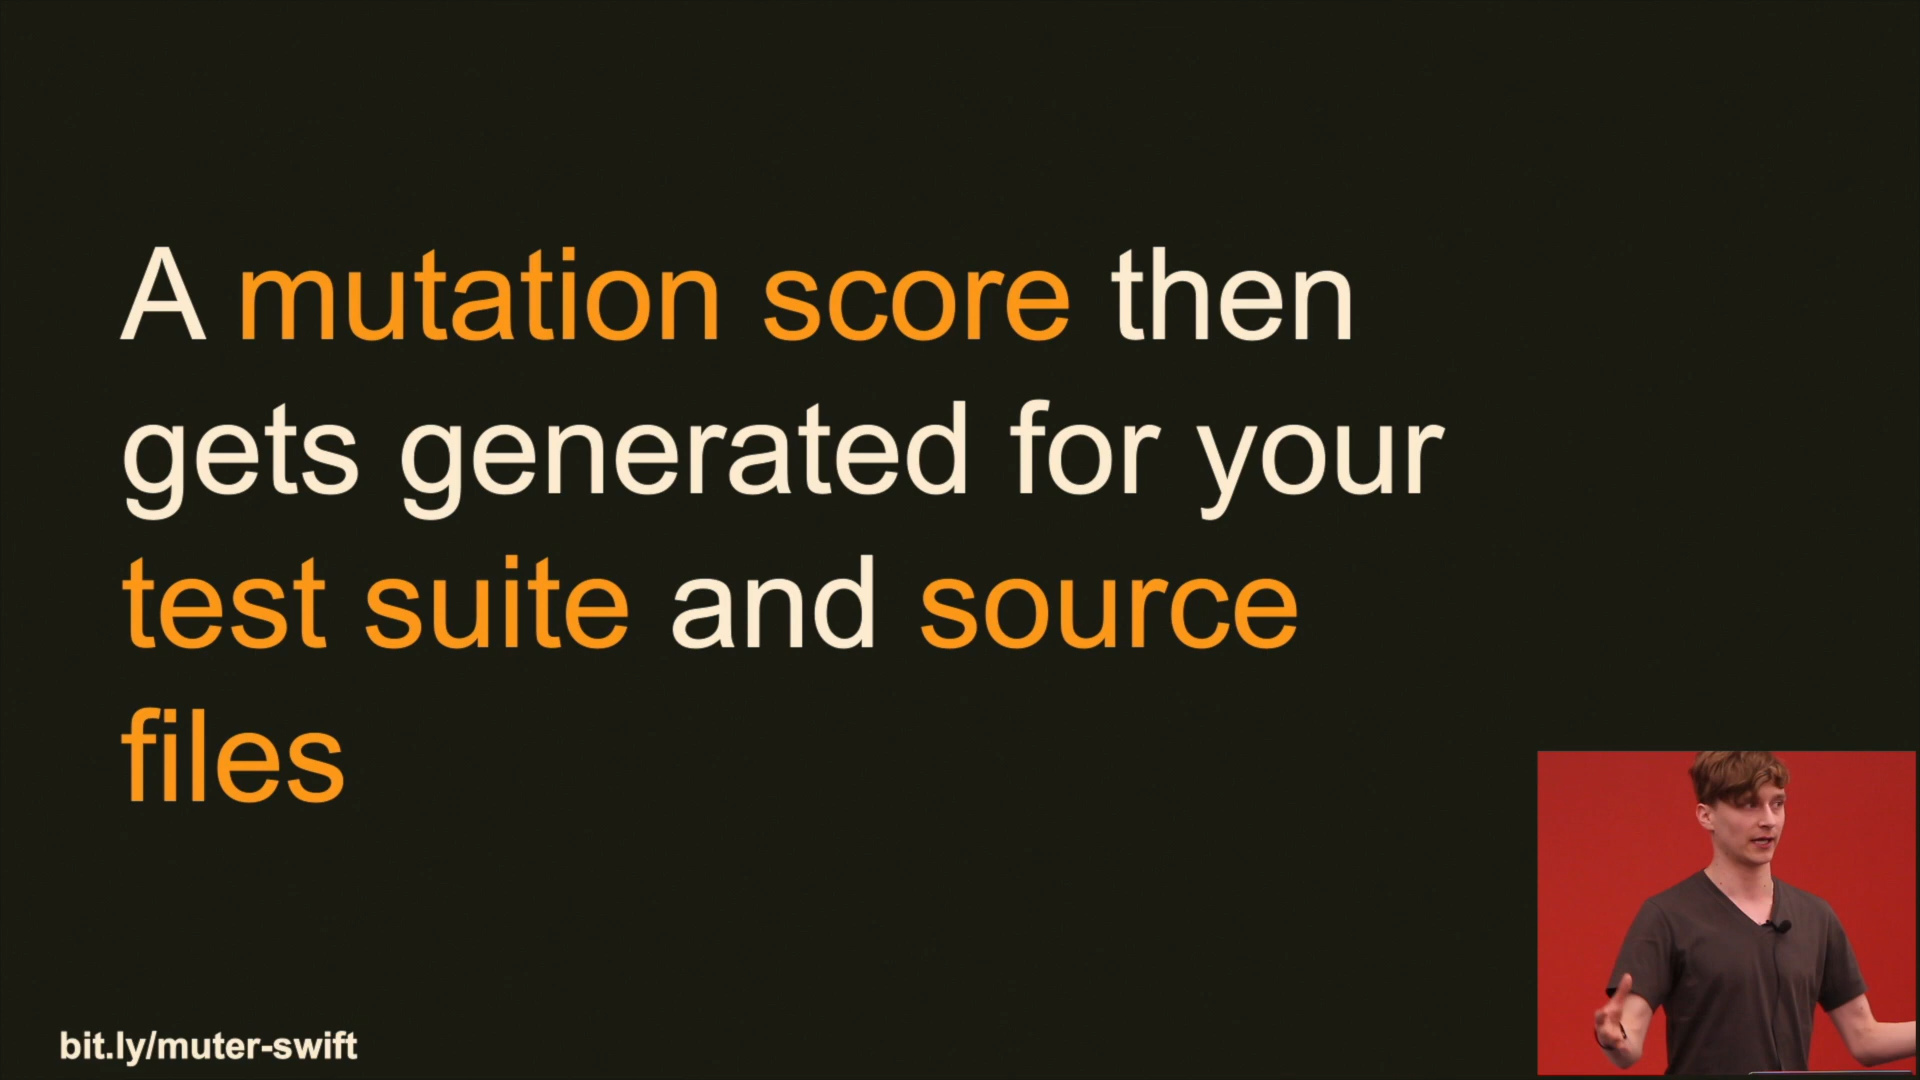 A mutation score then
gets generated for your
test suite and source
files
bit.ly/muter-swift